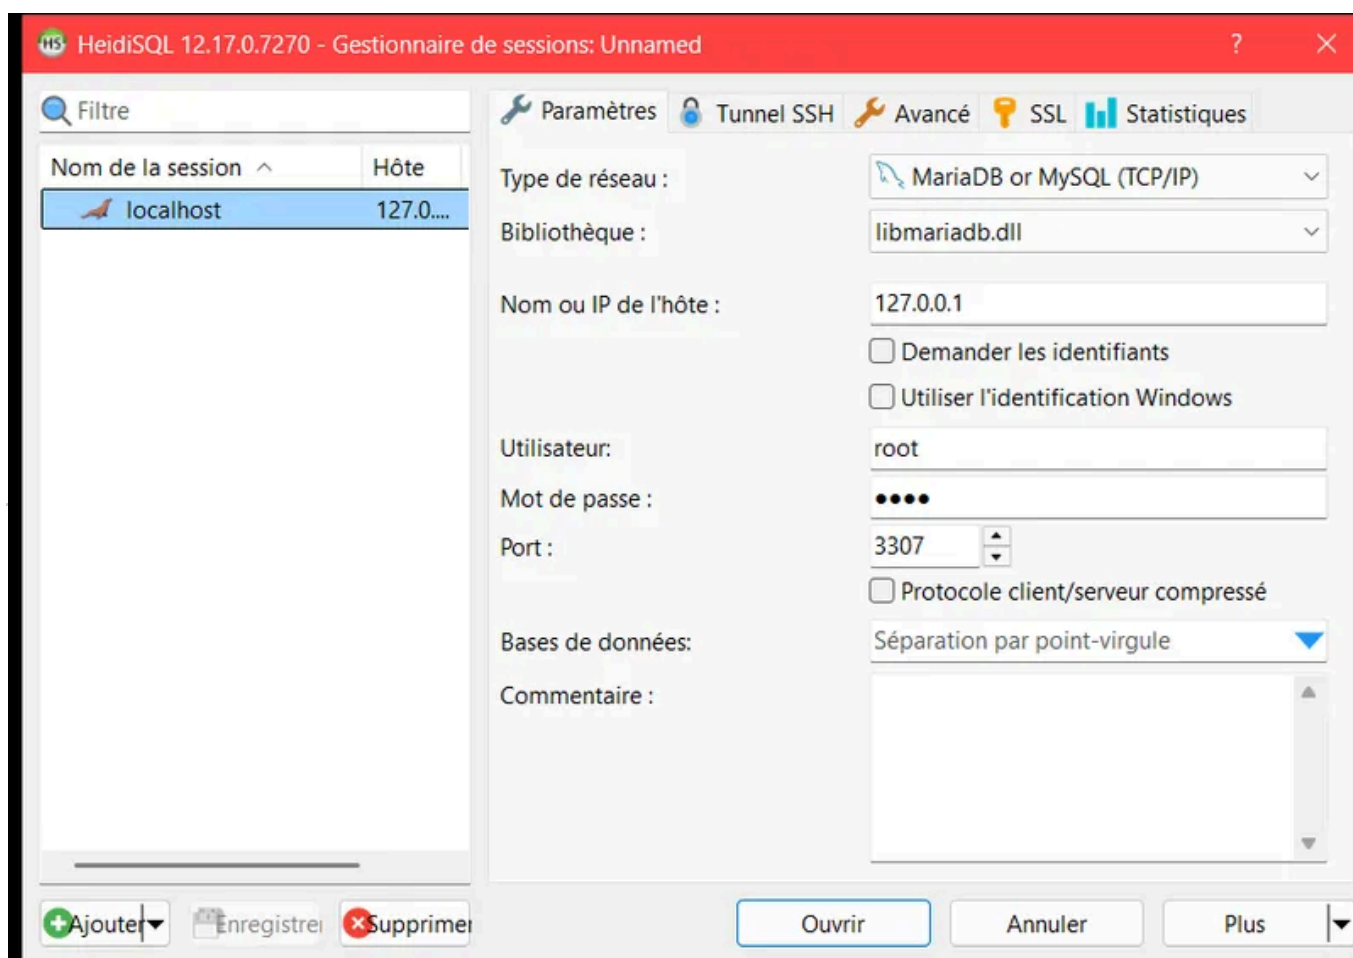 HeidiSQL 12.17.0.7270 - Gestionnaire de sessions: Unnamed
Filtre
Nom de la session Hôte
localhost 127.0....
Paramètres Tunnel SSH Avancé SSL Statistiques
Type de réseau : MariaDB or MySQL (TCP/IP)
Bibliothèque : libmariadb.dll
Nom ou IP de l'hôte : 127.0.0.1
Demander les identifiants
Utiliser l'identification Windows
Utilisateur: root
Mot de passe : ●●●●
Port : 3307
Protocole client/serveur compressé
Bases de données: Séparation par point-virgule
Commentaire :
Ajouter Enregistrer Supprimer Ouvrir Annuler Plus